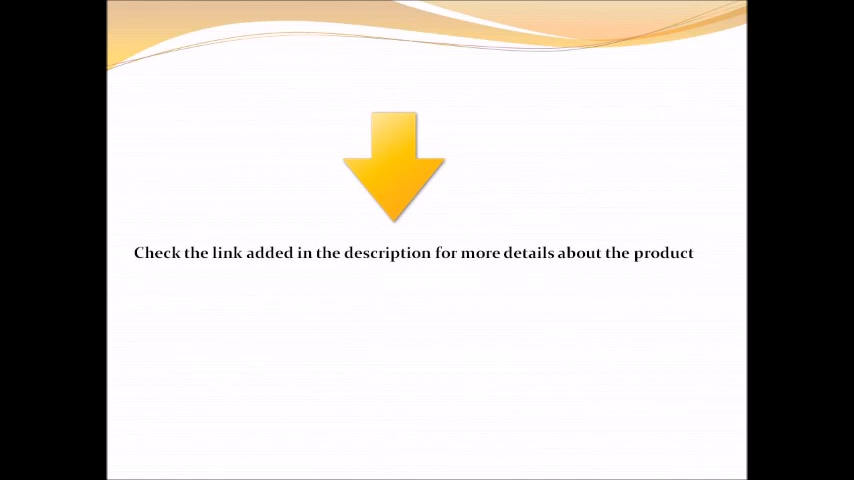 Check the link added in the description for more details about the product